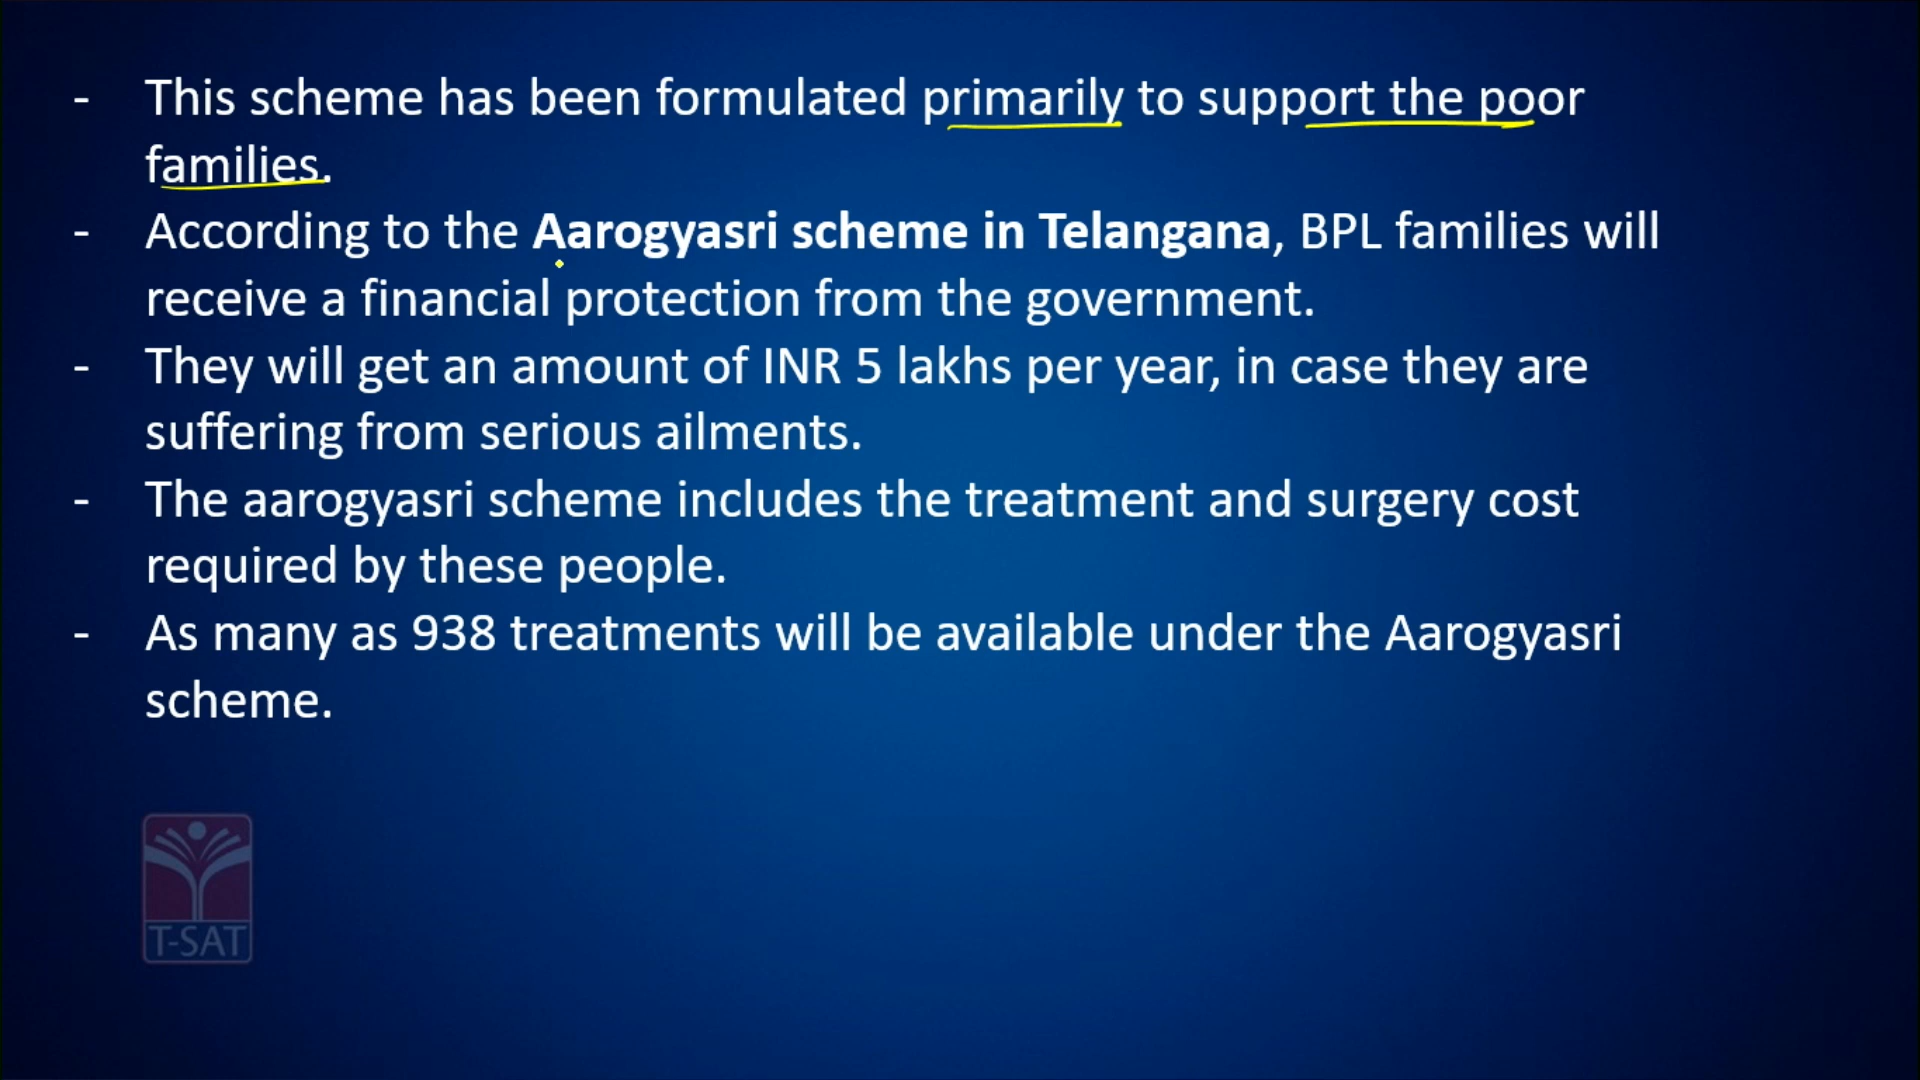 - This scheme has been formulated primarily to support the poor
families.
- According to the Aarogyasri scheme in Telangana, BPL families will
receive a financial protection from the government.
- They will get an amount of INR 5 lakhs per year, in case they are
suffering from serious ailments.
- The aarogyasri scheme includes the treatment and surgery cost
required by these people.
- As many as 938 treatments will be available under the Aarogyasri
scheme.
T-SAT